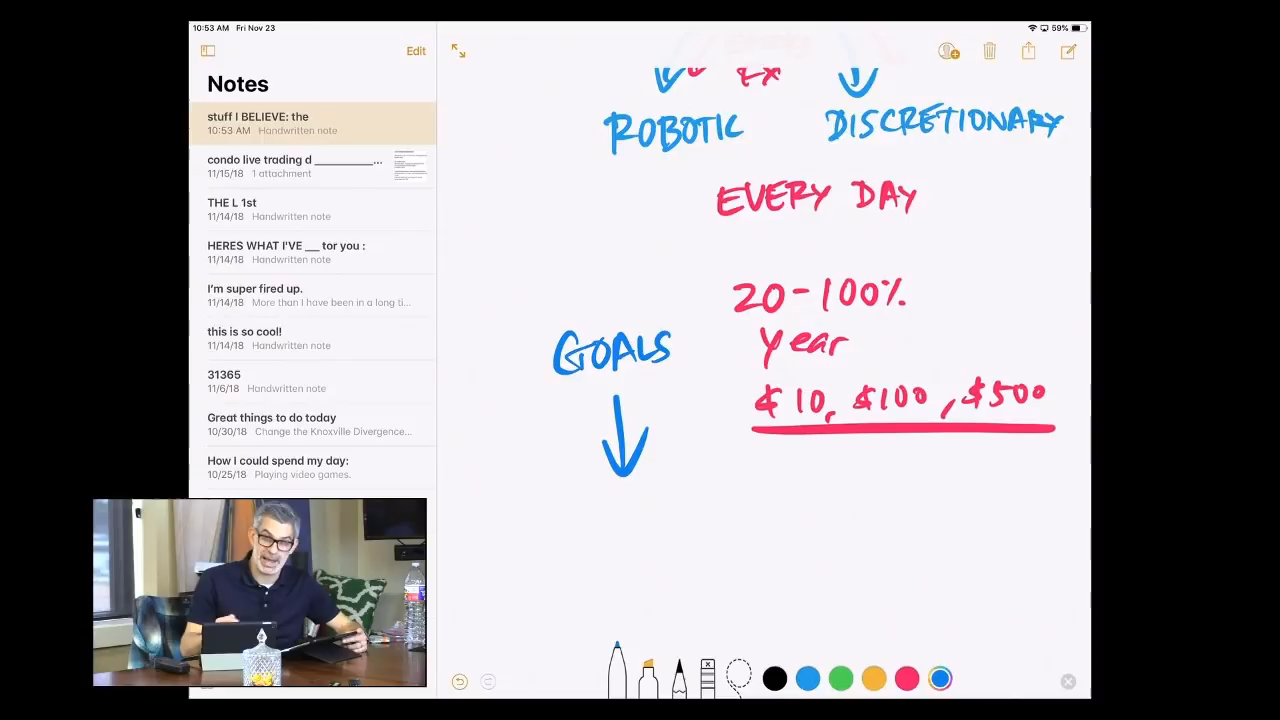 10:53 AM Fri Nov 23
59%
Edit
Notes
stuff I BELIEVE: the
10:53 AM Handwritten note
condo live trading d __________...
11/15/18 1 attachment
THE L 1st
11/14/18 Handwritten note
HERES WHAT I'VE ___ tor you :
11/14/18 Handwritten note
I'm super fired up.
11/14/18 More than I have been in a long ti...
this is so cool!
11/14/18 Handwritten note
31365
11/6/18 Handwritten note
Great things to do today
10/30/18 Change the Knoxville Divergence...
How I could spend my day:
10/25/18 Playing video games.
ROBOTIC DISCRETIONARY
EVERY DAY
20-100%
year
GOALS
$10, $100, $500